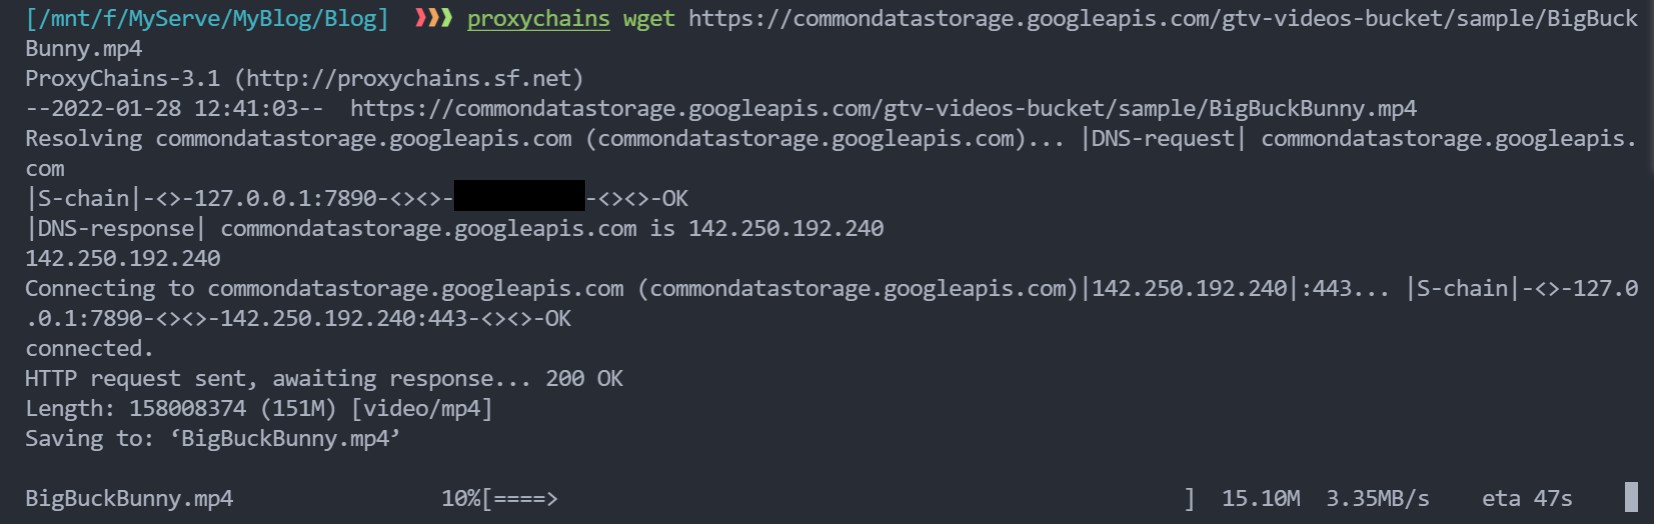 [/mnt/f/MyServe/MyBlog/Blog] ❯❯❯ proxychains wget https://commondatastorage.googleapis.com/gtv-videos-bucket/sample/BigBuck
Bunny.mp4
ProxyChains-3.1 (http://proxychains.sf.net)
--2022-01-28 12:41:03--  https://commondatastorage.googleapis.com/gtv-videos-bucket/sample/BigBuckBunny.mp4
Resolving commondatastorage.googleapis.com (commondatastorage.googleapis.com)... |DNS-request| commondatastorage.googleapis.
com
|S-chain|-<>-127.0.0.1:7890-<><>--<><>-OK
|DNS-response| commondatastorage.googleapis.com is 142.250.192.240
142.250.192.240
Connecting to commondatastorage.googleapis.com (commondatastorage.googleapis.com)|142.250.192.240|:443... |S-chain|-<>-127.0
.0.1:7890-<><>-142.250.192.240:443-<><>-OK
connected.
HTTP request sent, awaiting response... 200 OK
Length: 158008374 (151M) [video/mp4]
Saving to: ‘BigBuckBunny.mp4’
BigBuckBunny.mp4 10%[====> ] 15.10M 3.35MB/s eta 47s